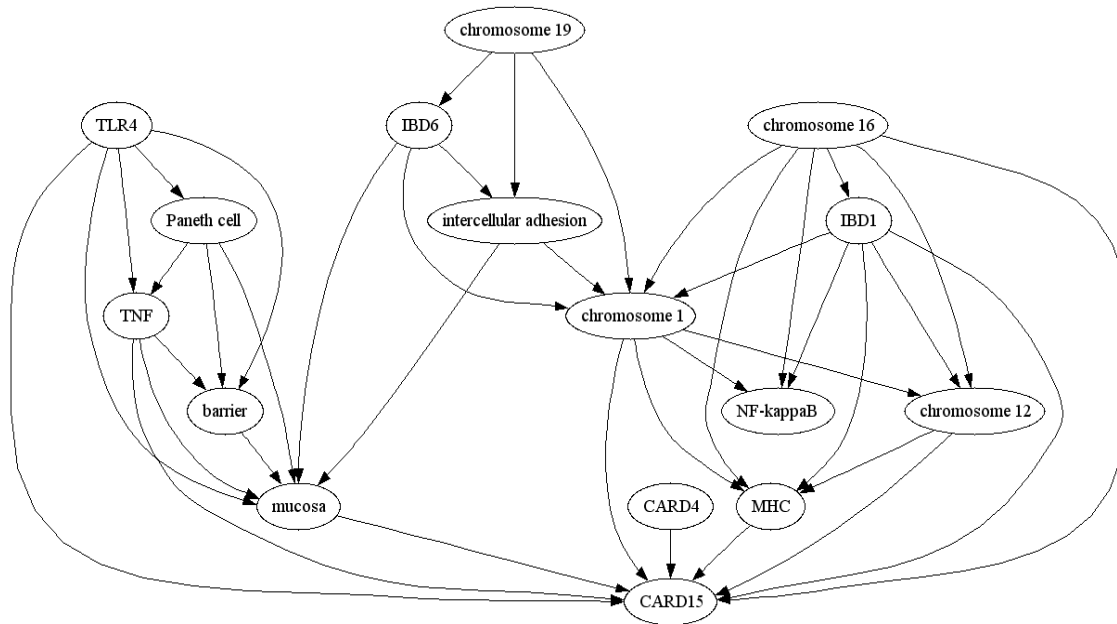 chromosome 19
TLR4
IBD6
chromosome 16
Paneth cell
intercellular adhesion
IBD1
TNF
chromosome 1
barrier
NF-kappaB
chromosome 12
mucosa
CARD4
MHC
CARD15